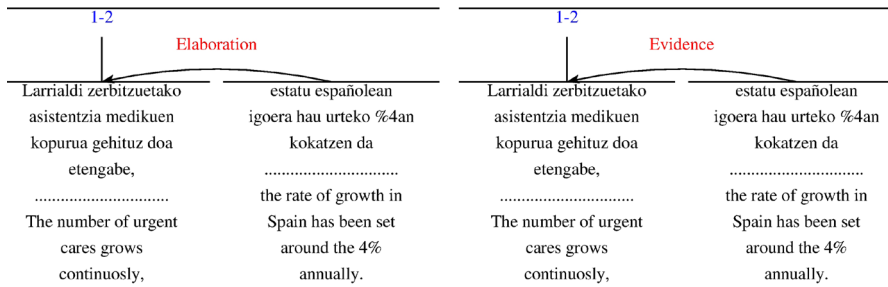 1-2
Elaboration
Larrialdi zerbitzuetako
asistentzia medikuen
kopurua gehituz doa
etengabe,
...............................
The number of urgent
cares grows
continuosly,
estatu españolean
igoera hau urteko %4an
kokatzen da
...............................
the rate of growth in
Spain has been set
around the 4%
annually.
1-2
Evidence
Larrialdi zerbitzuetako
asistentzia medikuen
kopurua gehituz doa
etengabe,
...............................
The number of urgent
cares grows
continuosly,
estatu españolean
igoera hau urteko %4an
kokatzen da
...............................
the rate of growth in
Spain has been set
around the 4%
annually.